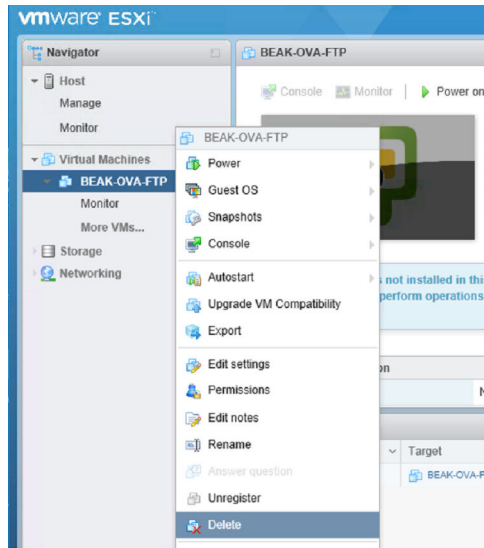 vmware ESXi™
Navigator
BEAK-OVA-FTP
Host
Manage
Monitor
Console Monitor Power on
BEAK-OVA-FTP
Virtual Machines
BEAK-OVA-FTP
Monitor
More VMs...
Storage
Networking
Power
Guest OS
Snapshots
Console
Autostart
Upgrade VM Compatibility
Export
not installed in this
perform operations
Edit settings
Permissions
Edit notes
Rename
Answer question
Unregister
Delete
on
N
Target
BEAK-OVA-F